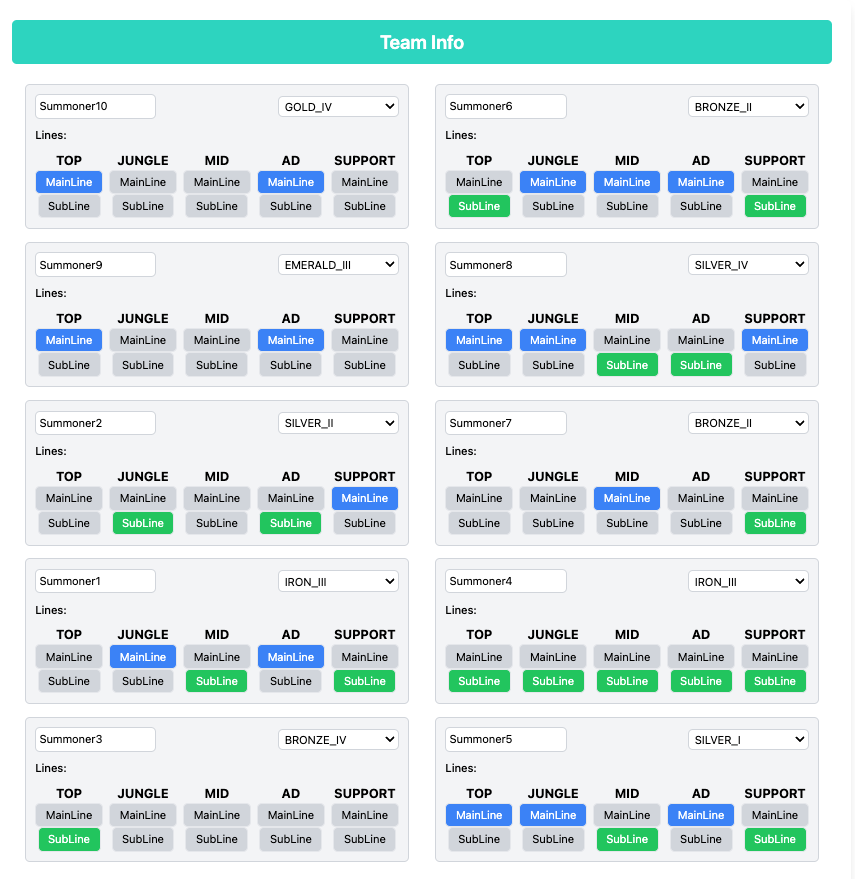 Team Info
Summoner10 GOLD_IV
Lines:
TOP JUNGLE MID AD SUPPORT
MainLine MainLine MainLine MainLine MainLine
SubLine SubLine SubLine SubLine SubLine
Summoner6 BRONZE_II
Lines:
TOP JUNGLE MID AD SUPPORT
MainLine MainLine MainLine MainLine MainLine
SubLine SubLine SubLine SubLine SubLine
Summoner9 EMERALD_III
Lines:
TOP JUNGLE MID AD SUPPORT
MainLine MainLine MainLine MainLine MainLine
SubLine SubLine SubLine SubLine SubLine
Summoner8 SILVER_IV
Lines:
TOP JUNGLE MID AD SUPPORT
MainLine MainLine MainLine MainLine MainLine
SubLine SubLine SubLine SubLine SubLine
Summoner2 SILVER_II
Lines:
TOP JUNGLE MID AD SUPPORT
MainLine MainLine MainLine MainLine MainLine
SubLine SubLine SubLine SubLine SubLine
Summoner7 BRONZE_II
Lines:
TOP JUNGLE MID AD SUPPORT
MainLine MainLine MainLine MainLine MainLine
SubLine SubLine SubLine SubLine SubLine
Summoner1 IRON_III
Lines:
TOP JUNGLE MID AD SUPPORT
MainLine MainLine MainLine MainLine MainLine
SubLine SubLine SubLine SubLine SubLine
Summoner4 IRON_III
Lines:
TOP JUNGLE MID AD SUPPORT
MainLine MainLine MainLine MainLine MainLine
SubLine SubLine SubLine SubLine SubLine
Summoner3 BRONZE_IV
Lines:
TOP JUNGLE MID AD SUPPORT
MainLine MainLine MainLine MainLine MainLine
SubLine SubLine SubLine SubLine SubLine
Summoner5 SILVER_I
Lines:
TOP JUNGLE MID AD SUPPORT
MainLine MainLine MainLine MainLine MainLine
SubLine SubLine SubLine SubLine SubLine